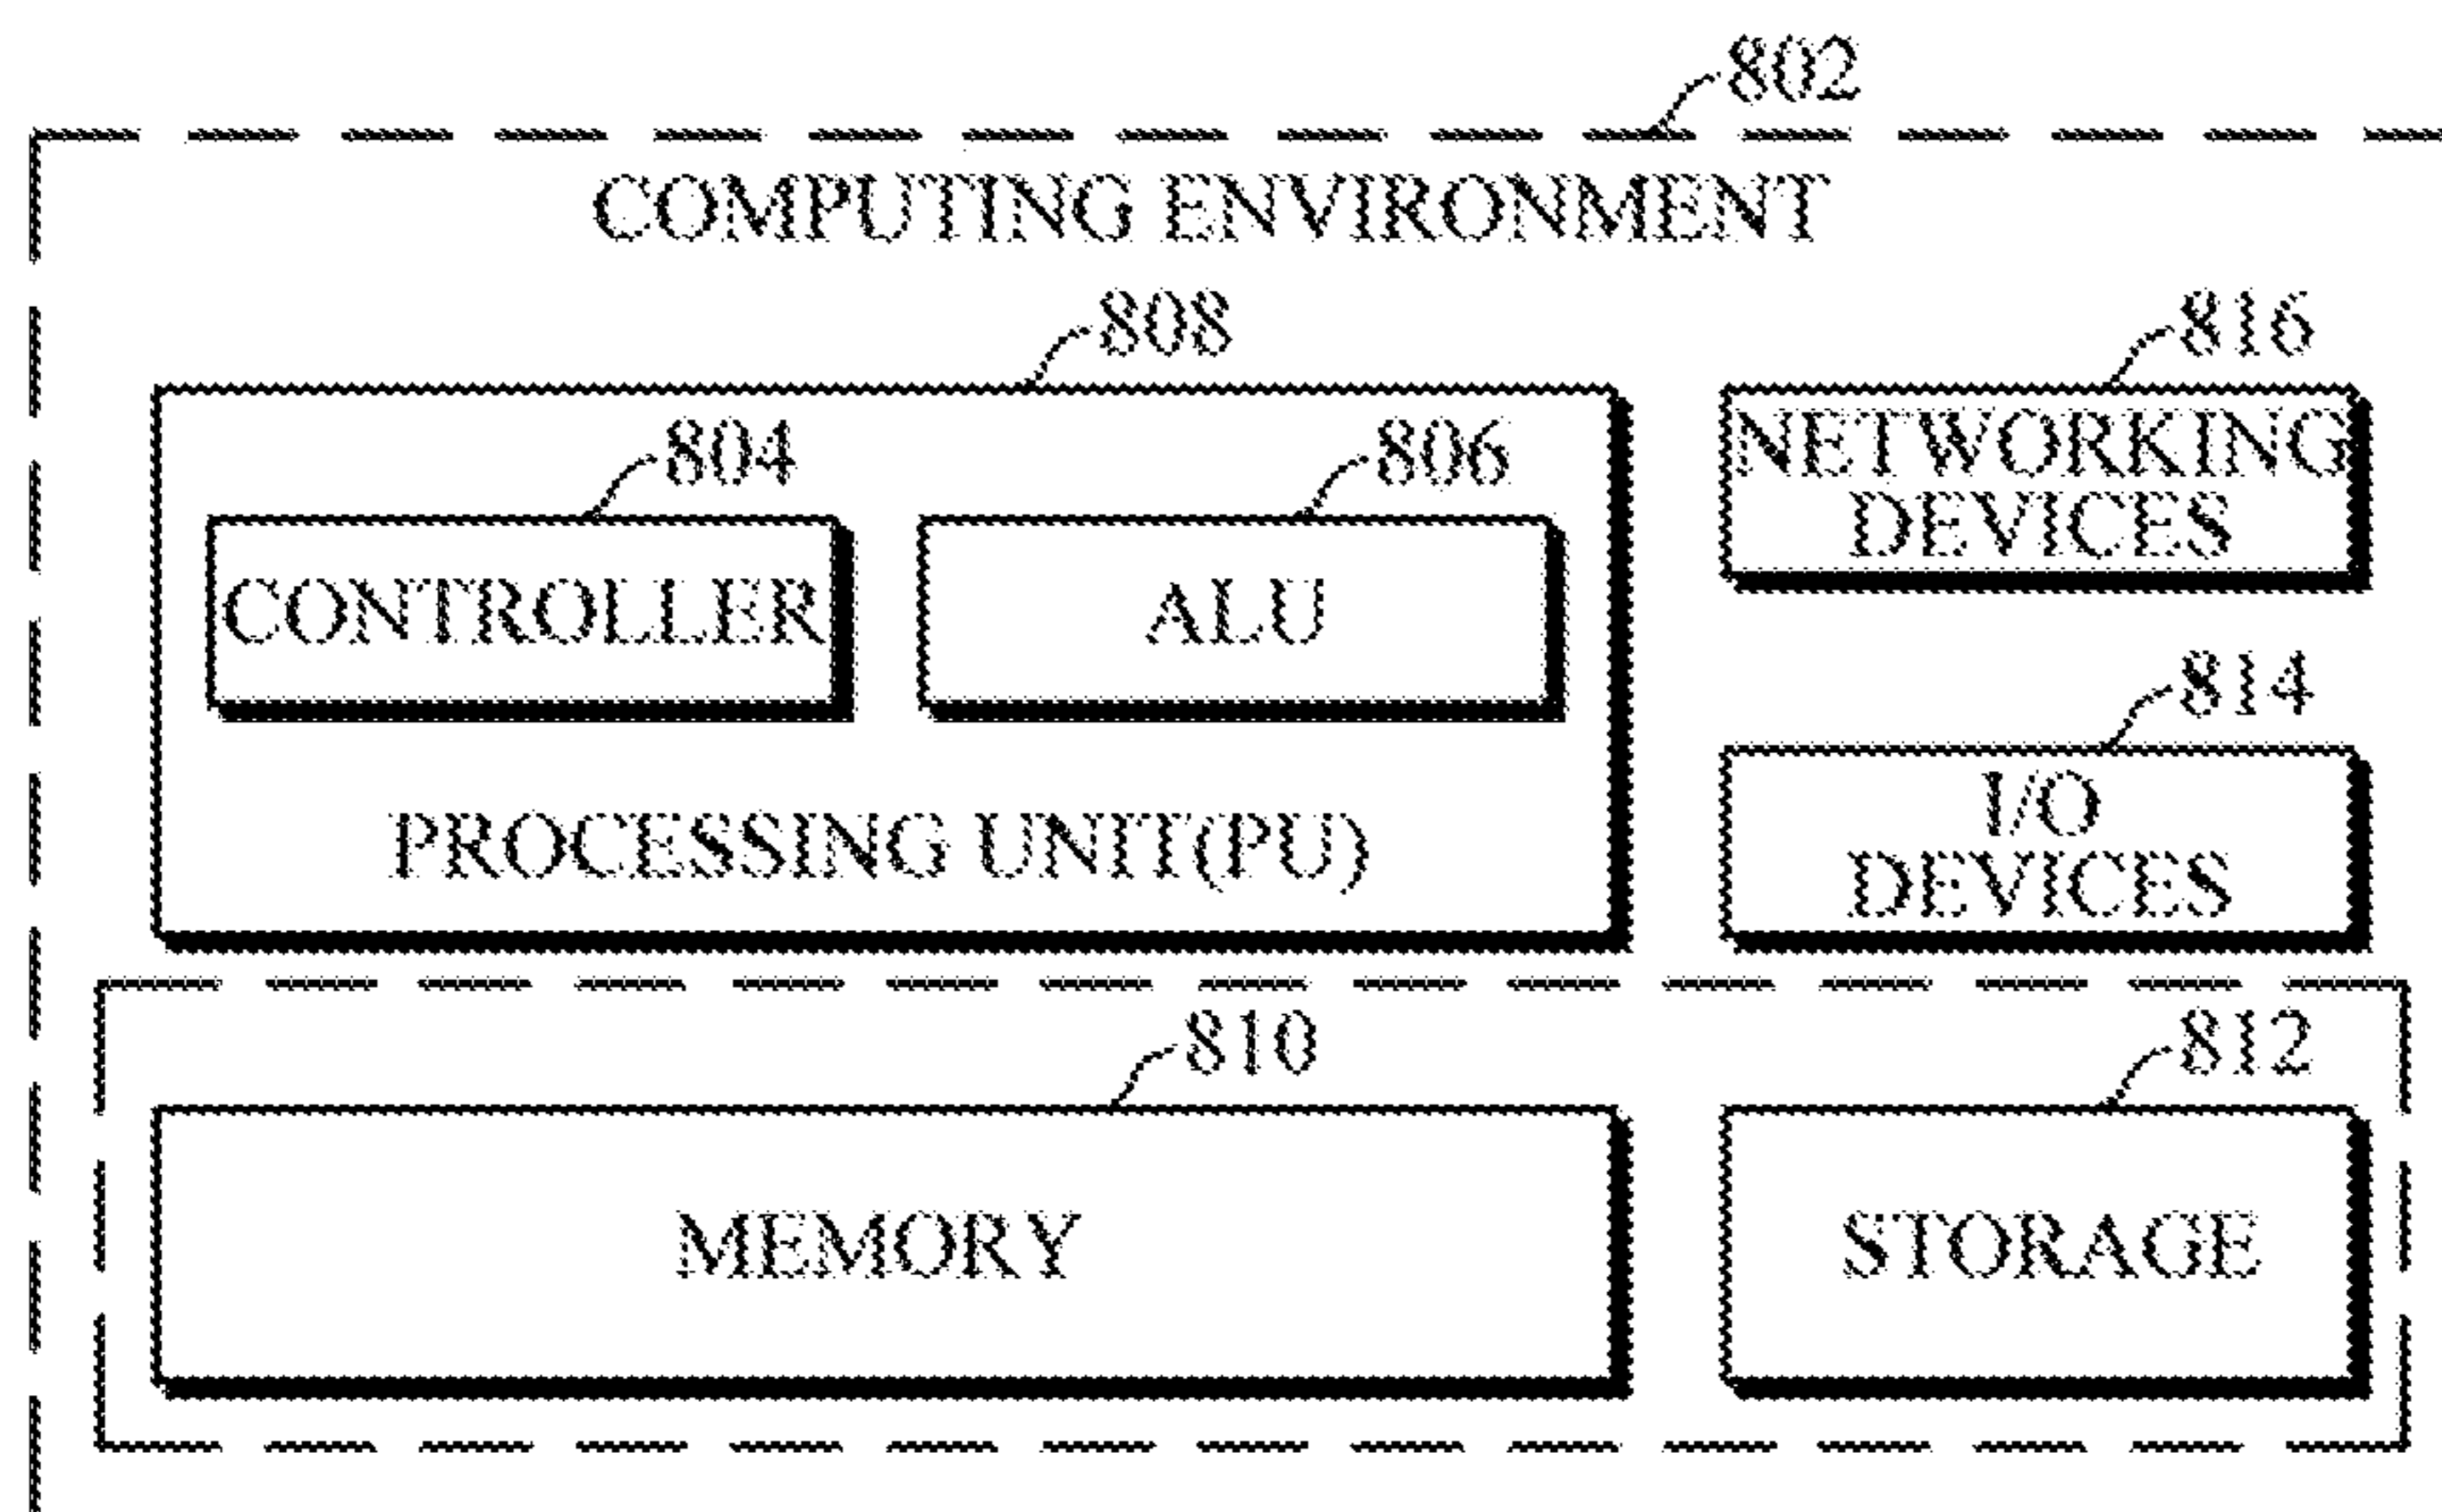 802
COMPUTING ENVIRONMENT
808
816
804
806
NETWORKING
DEVICES
CONTROLLER
ALU
814
I/O
DEVICES
PROCESSING UNIT(PU)
810
812
MEMORY
STORAGE